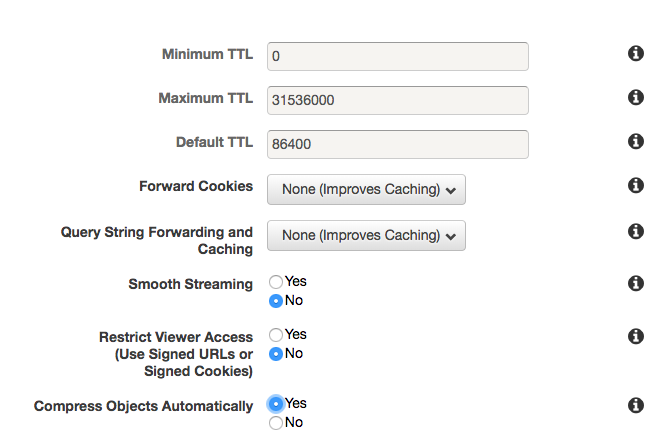 Minimum TTL 0
Maximum TTL 31536000
Default TTL 86400
Forward Cookies None (Improves Caching)
Query String Forwarding and
Caching
None (Improves Caching)
Smooth Streaming
Yes
No
Restrict Viewer Access
(Use Signed URLs or
Signed Cookies)
Yes
No
Compress Objects Automatically
Yes
No